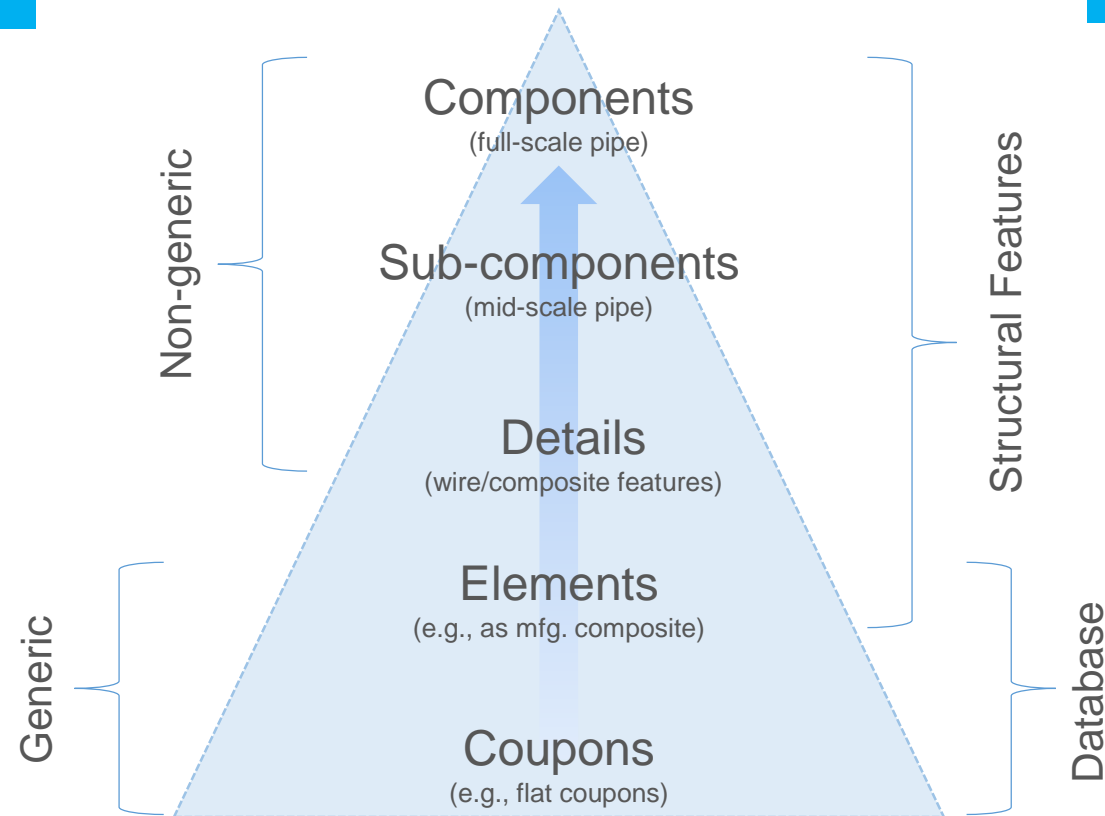 Components
(full-scale pipe)
Non-generic
Structural Features
Sub-components
(mid-scale pipe)
Details
(wire/composite features)
Elements
(e.g., as mfg. composite)
Generic
Database
Coupons
(e.g., flat coupons)